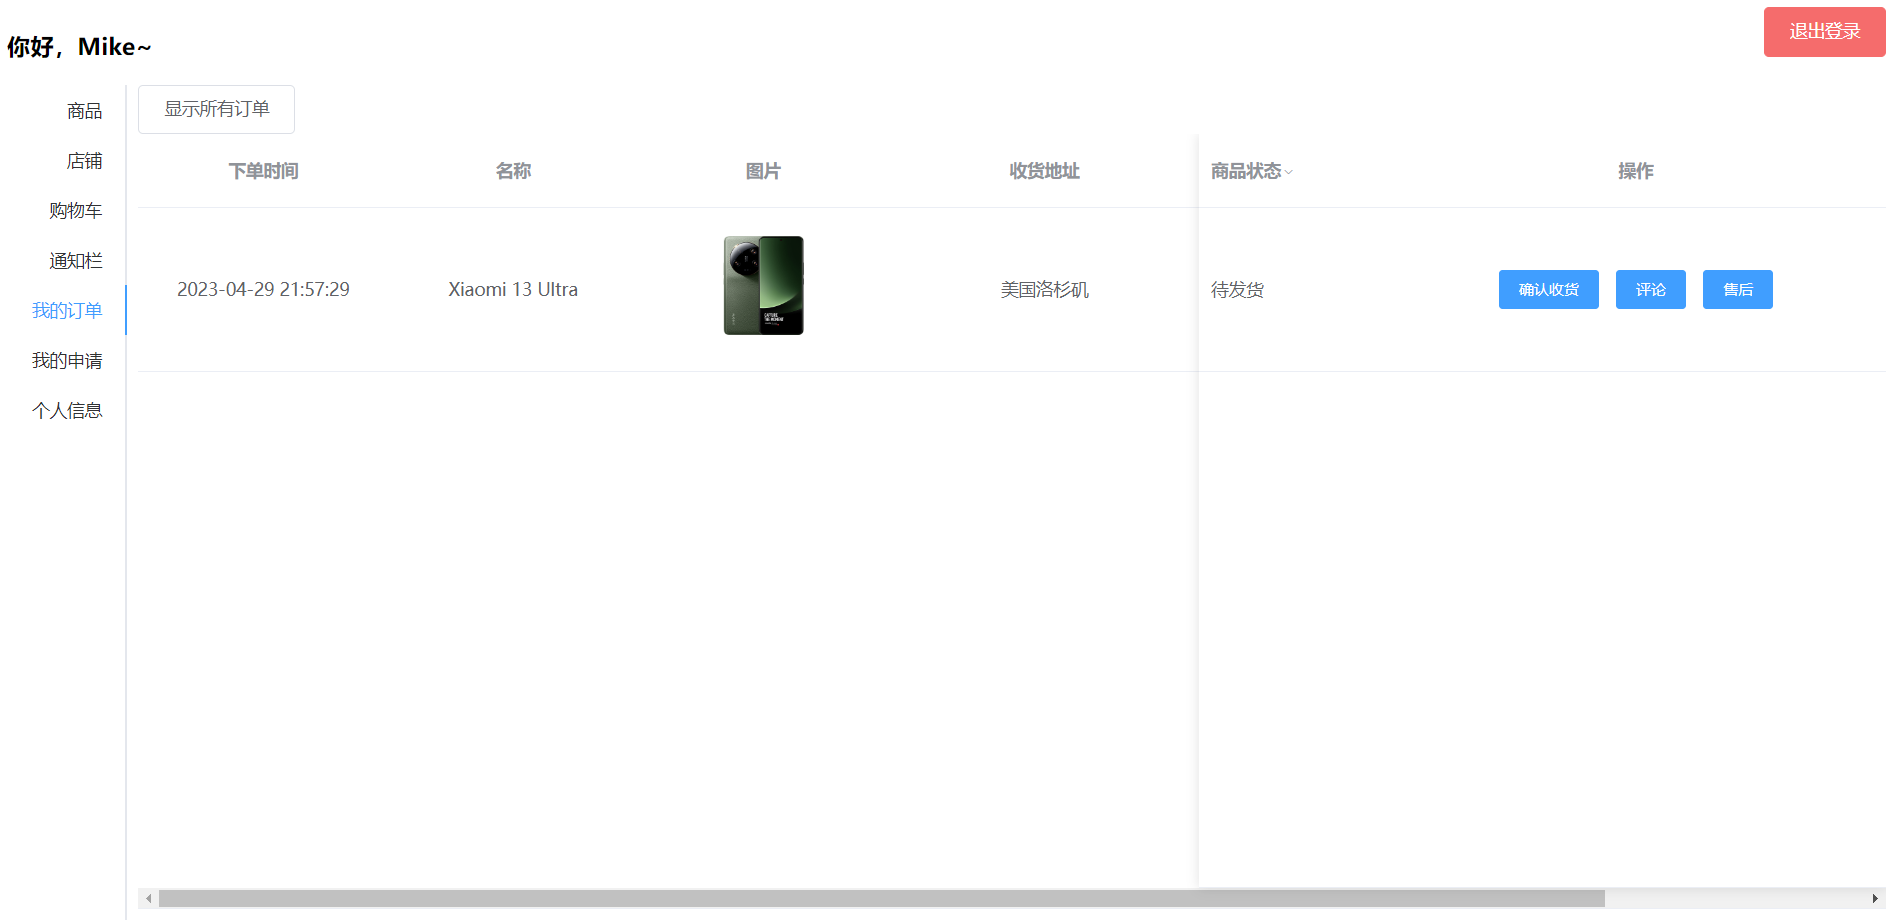 退出登录
你好，Mike~
商品
店铺
购物车
通知栏
我的订单
我的申请
个人信息
显示所有订单
下单时间 名称 图片 收货地址 商品状态 操作
2023-04-29 21:57:29 Xiaomi 13 Ultra 美国洛杉矶 待发货 确认收货 评论 售后
CAPTURE
THE MOMENT